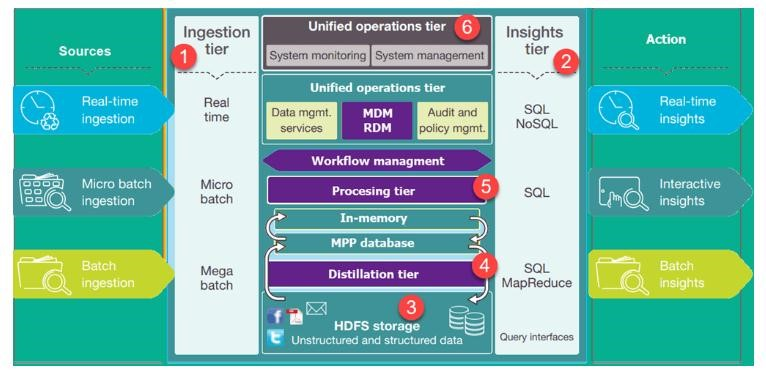 Sources
Real-time
ingestion
Micro batch
ingestion
Batch
ingestion
Ingestion
tier
1
Real
time
Micro
batch
Mega
batch
Unified operations tier
6
System monitoring
System management
Unified operations tier
Data mgmt.
services
MDM
RDM
Audit and
policy mgmt.
Workflow managment
Procesing tier
5
In-memory
MPP database
Distillation tier
4
3
HDFS storage
Unstructured and structured data
Insights
tier
2
SQL
NoSQL
SQL
SQL
MapReduce
Query interfaces
Action
Real-time
insights
Interactive
insights
Batch
insights